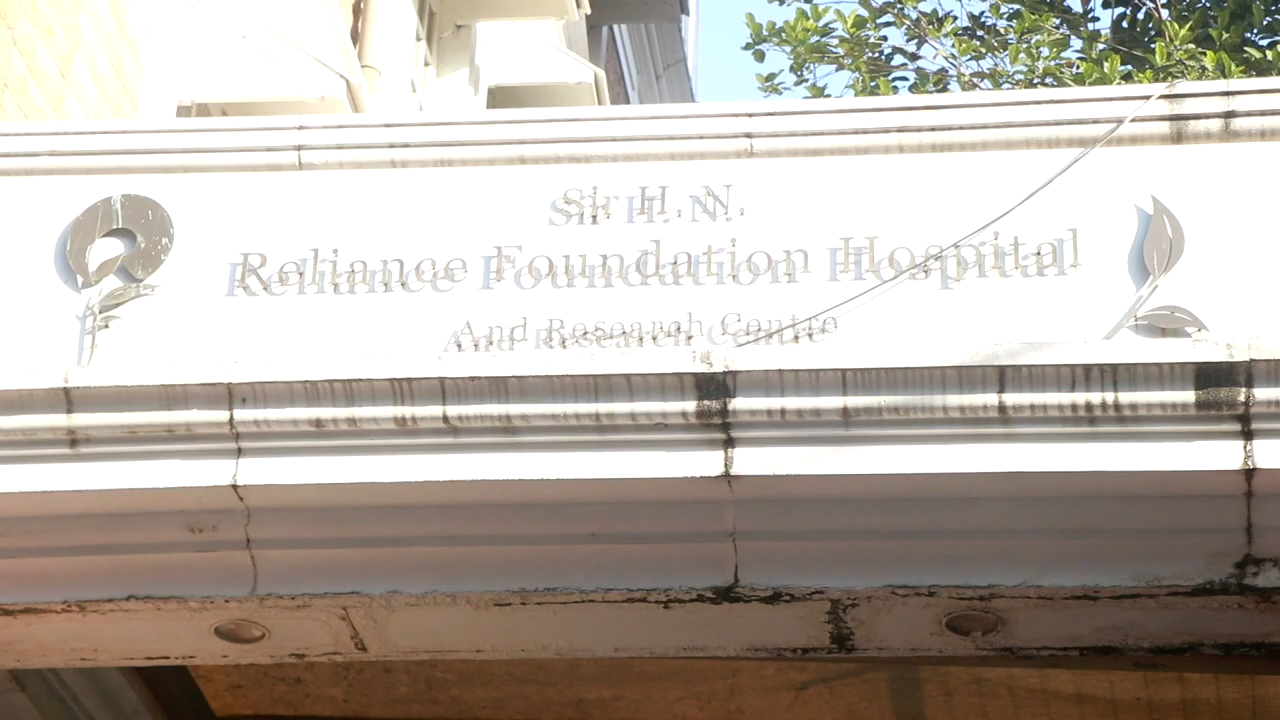 Sir H. N.
Reliance Foundation Hospital
And Research Centre